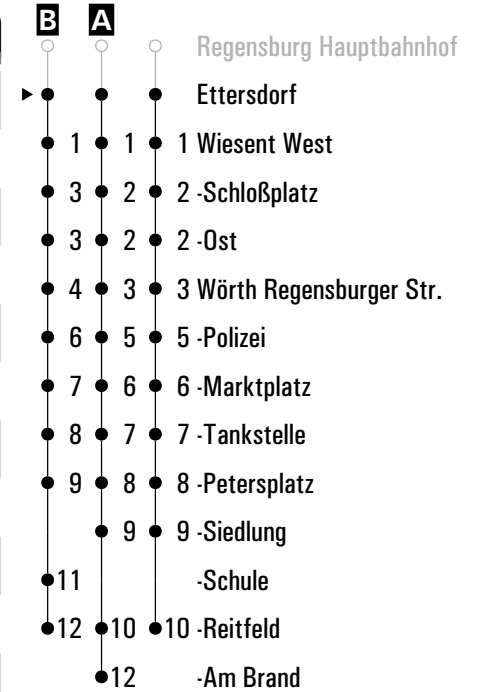 B A
Regensburg Hauptbahnhof
Ettersdorf
1 1 1 Wiesent West
3 2 2 -Schloßplatz
3 2 2 -Ost
4 3 3 Wörth Regensburger Str.
6 5 5 -Polizei
7 6 6 -Marktplatz
8 7 7 -Tankstelle
9 8 8 -Petersplatz
9 9 -Siedlung
11 -Schule
12 10 10 -Reitfeld
12 -Am Brand